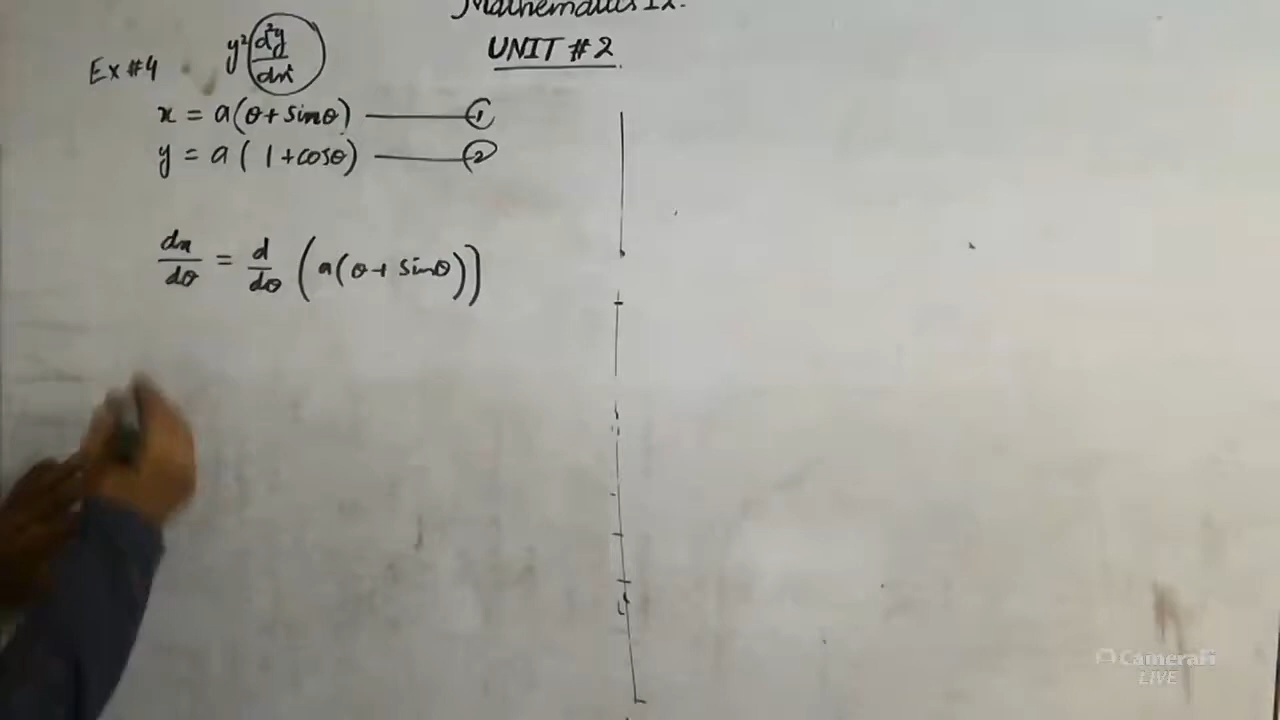 Mathematics IX.
UNIT # 2
Ex #4 y² d²y/dx²
x = a(θ + sinθ) ——— ①
y = a ( 1 + cosθ) ——— ②
dx/dθ = d/dθ (a(θ + sinθ))
CameraFi
LIVE